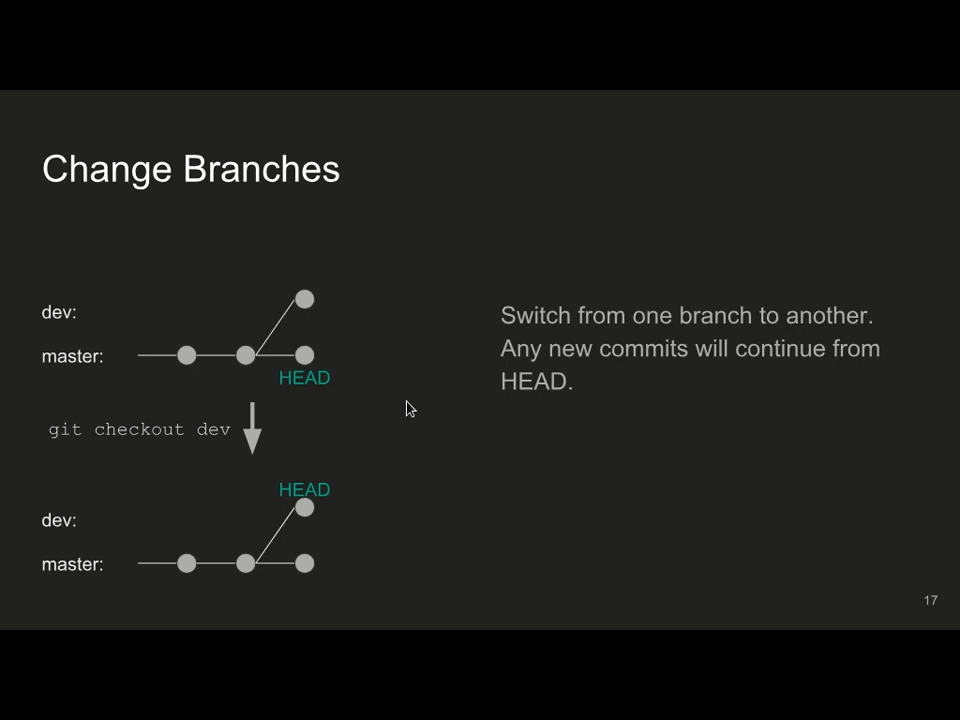 Change Branches
dev:
master:
HEAD
git checkout dev
HEAD
dev:
master:
Switch from one branch to another.
Any new commits will continue from
HEAD.
17